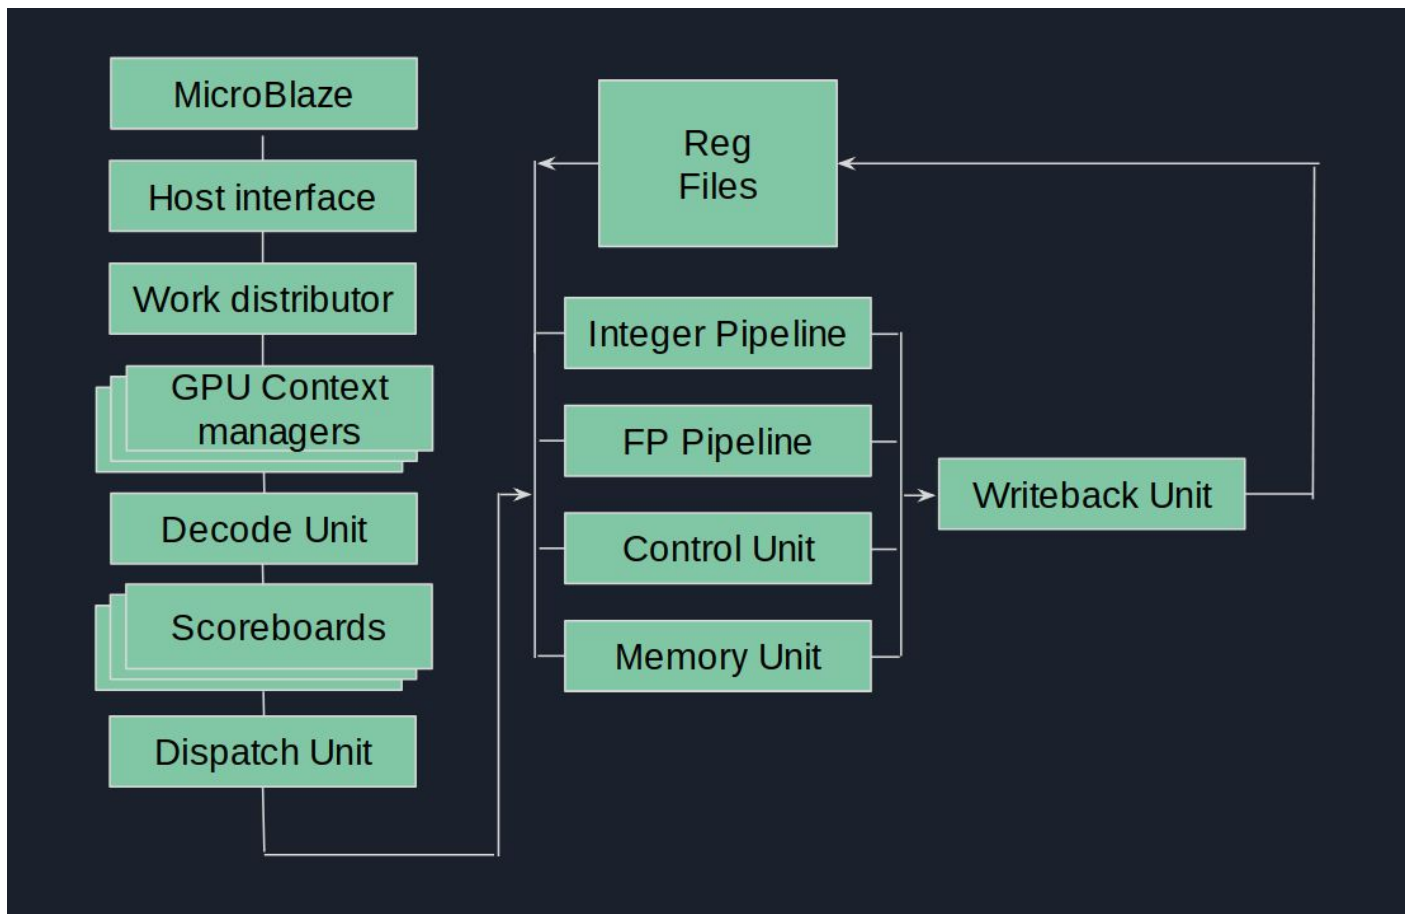 MicroBlaze
Host interface
Work distributor
GPU Context
managers
Decode Unit
Scoreboards
Dispatch Unit
Reg
Files
Integer Pipeline
FP Pipeline
Control Unit
Memory Unit
Writeback Unit